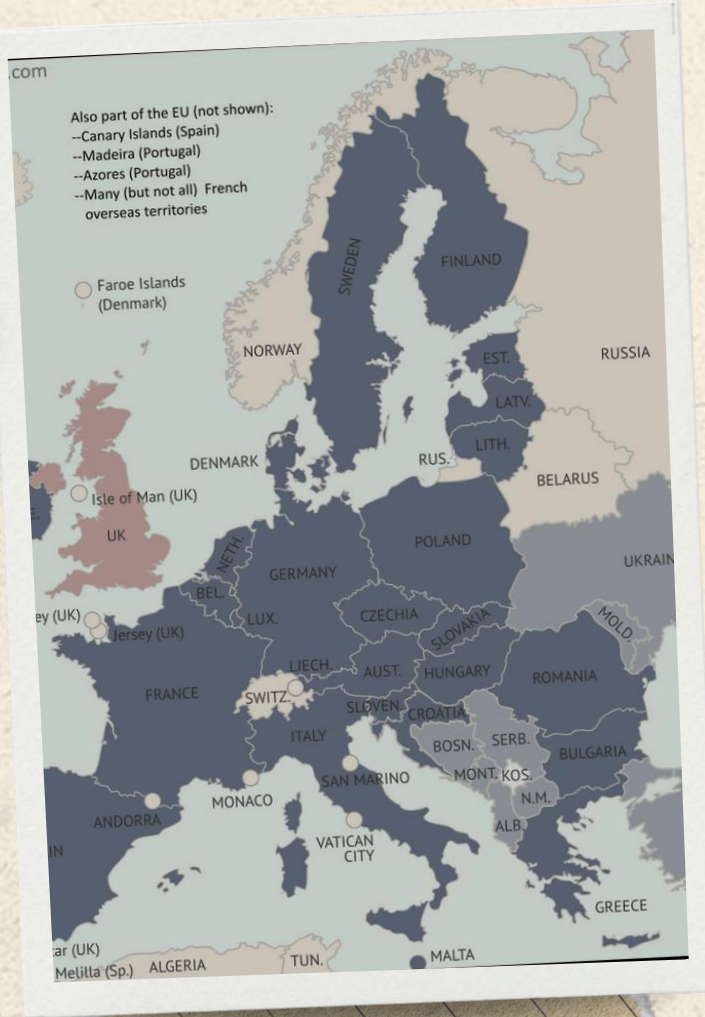 .com
Also part of the EU (not shown):
--Canary Islands (Spain)
--Madeira (Portugal)
--Azores (Portugal)
--Many (but not all) French
overseas territories
Faroe Islands
(Denmark)
SWEDEN
FINLAND
NORWAY
RUSSIA
EST.
LATV.
LITH.
DENMARK
RUS.
BELARUS
Isle of Man (UK)
E.
UK
NETH.
POLAND
GERMANY
UKRAIN
BEL.
ey (UK)
LUX.
CZECHIA
SLOVAKIA
MOLD.
Jersey (UK)
LIECH.
AUST.
HUNGARY
ROMANIA
FRANCE
SWITZ.
SLOVEN.
CROATIA
ITALY
BOSN.
SERB.
BULGARIA
SAN MARINO
MONT.
KOS.
MONACO
N.M.
ANDORRA
ALB.
IN
VATICAN
CITY
GREECE
ar (UK)
Melilla (Sp.)
ALGERIA
TUN.
MALTA